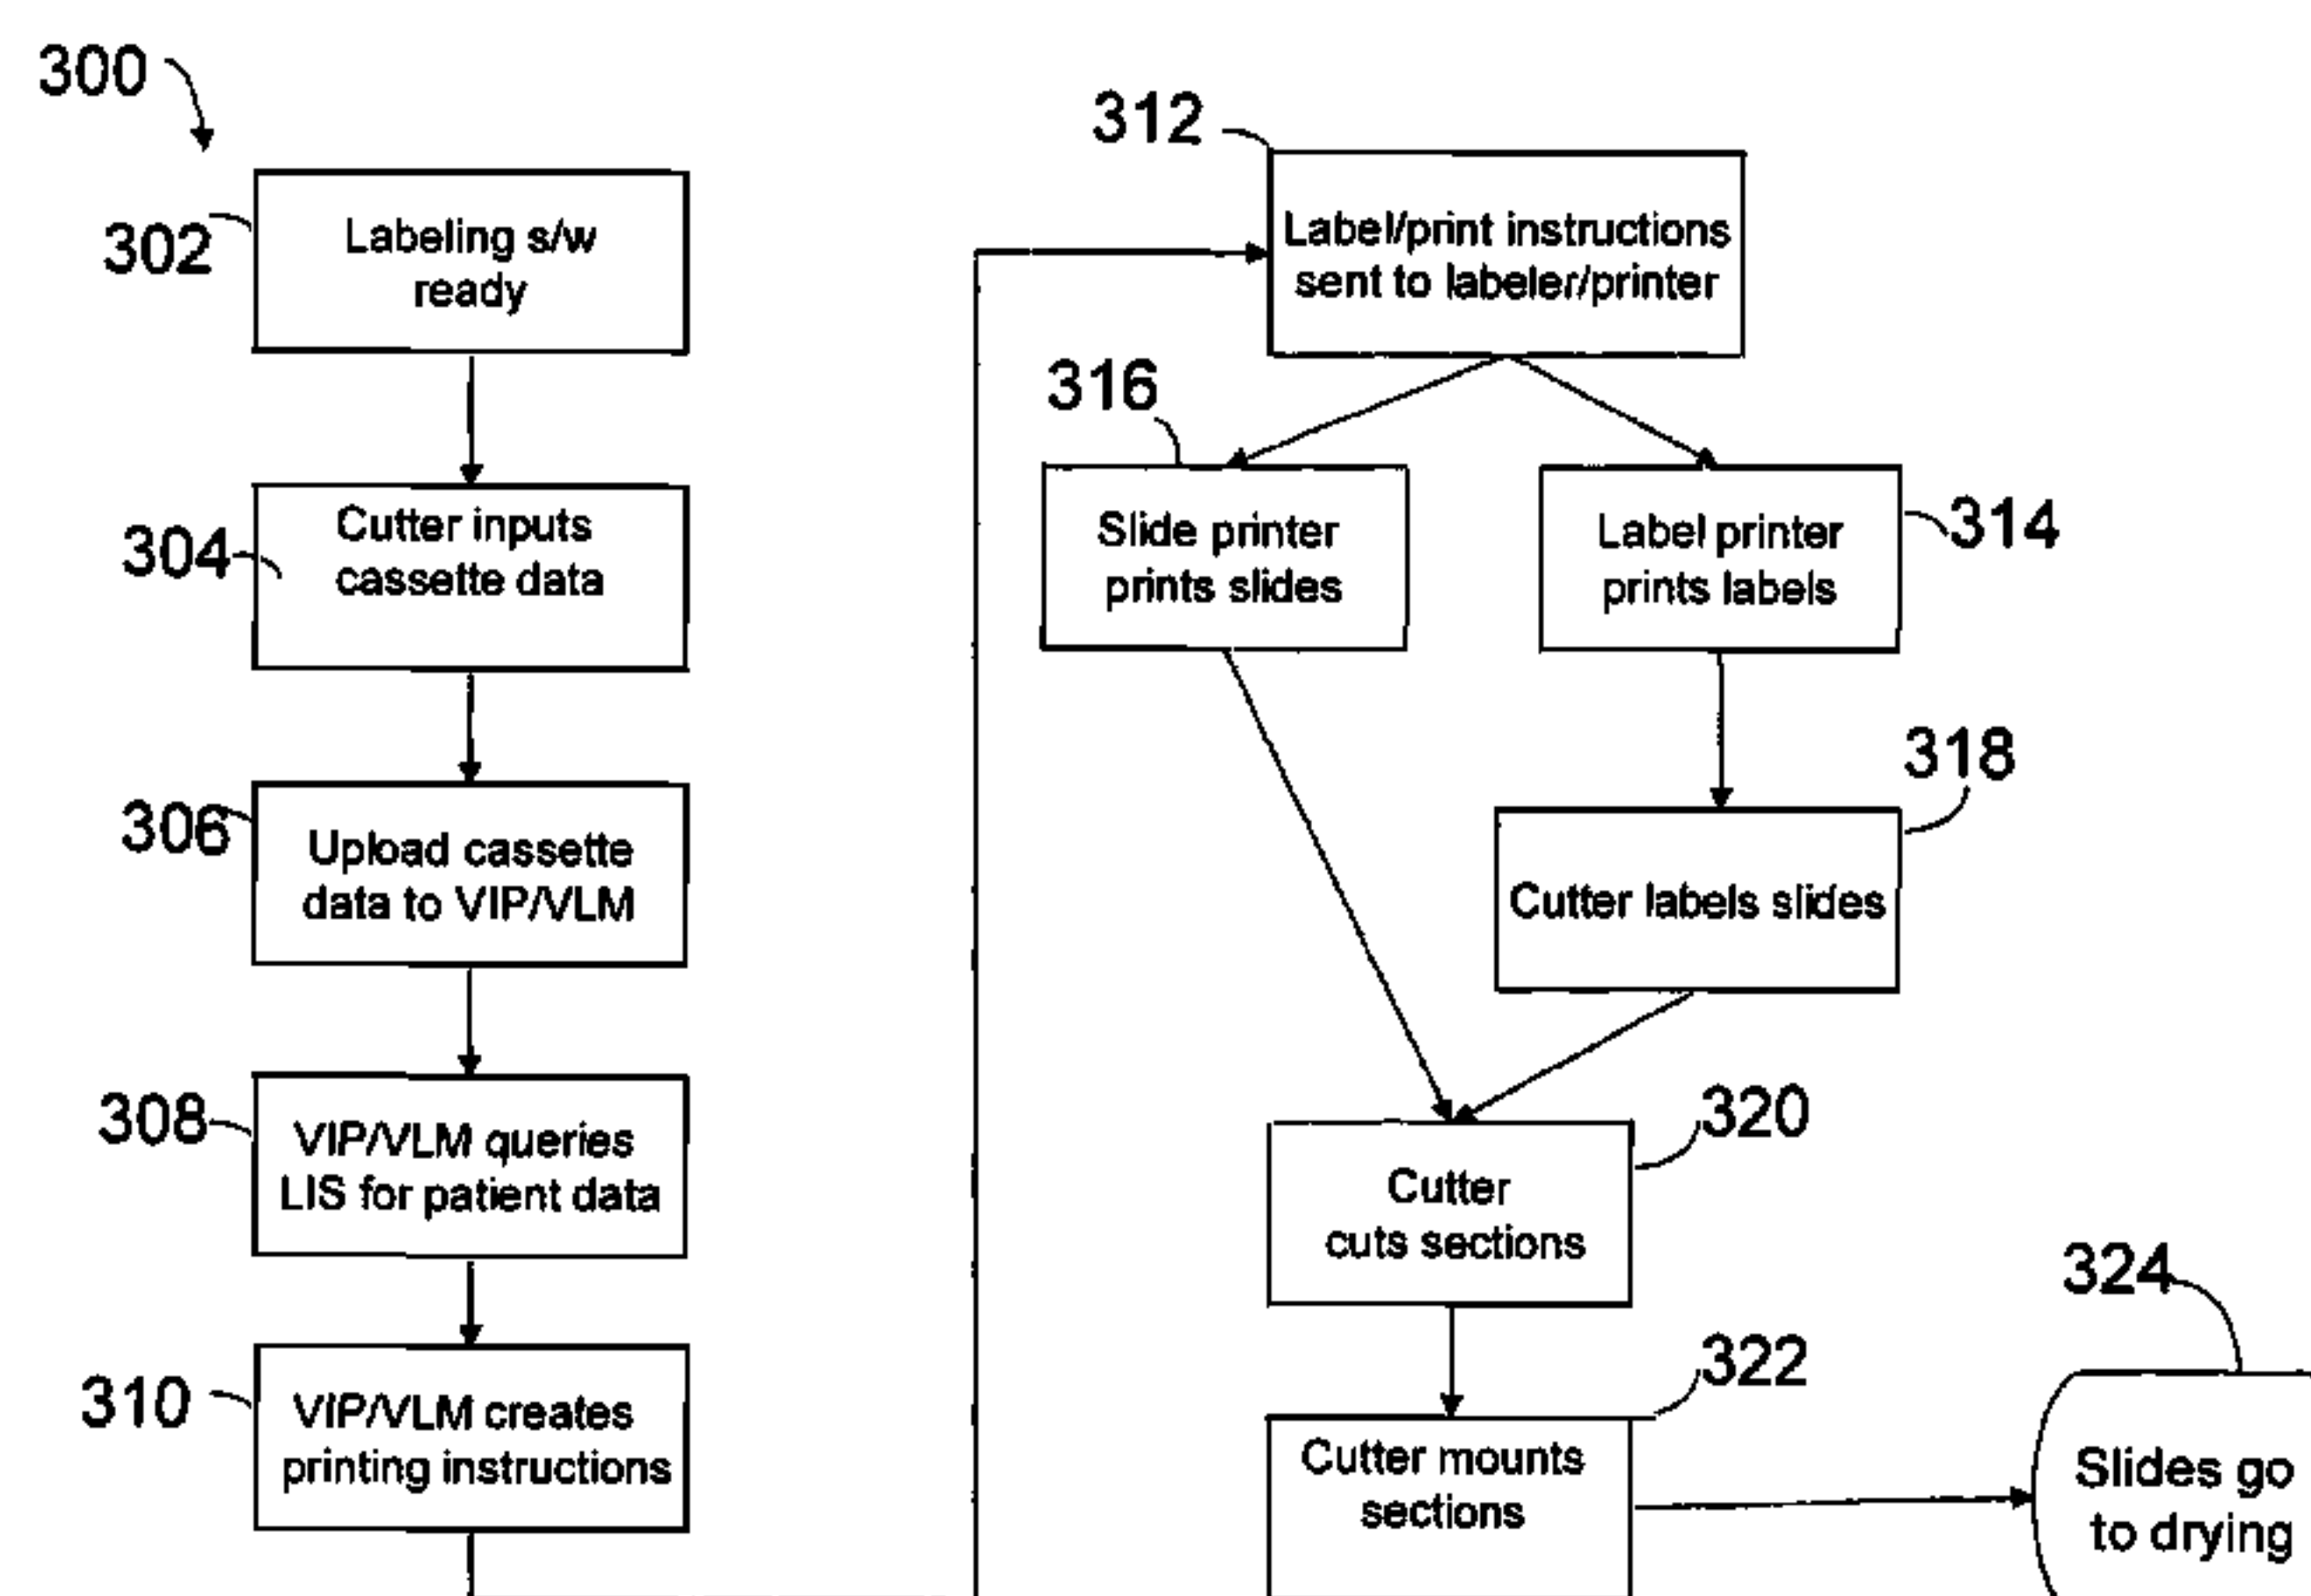 300
302
Labeling s/w
ready
304
Cutter inputs
cassette data
306
Upload cassette
data to VIP/VLM
308
VIP/VLM queries
LIS for patient data
310
VIP/VLM creates
printing instructions
312
Label/print instructions
sent to labeler/printer
316
Slide printer
prints slides
314
Label printer
prints labels
318
Cutter labels slides
320
Cutter
cuts sections
322
Cutter mounts
sections
324
Slides go
to drying